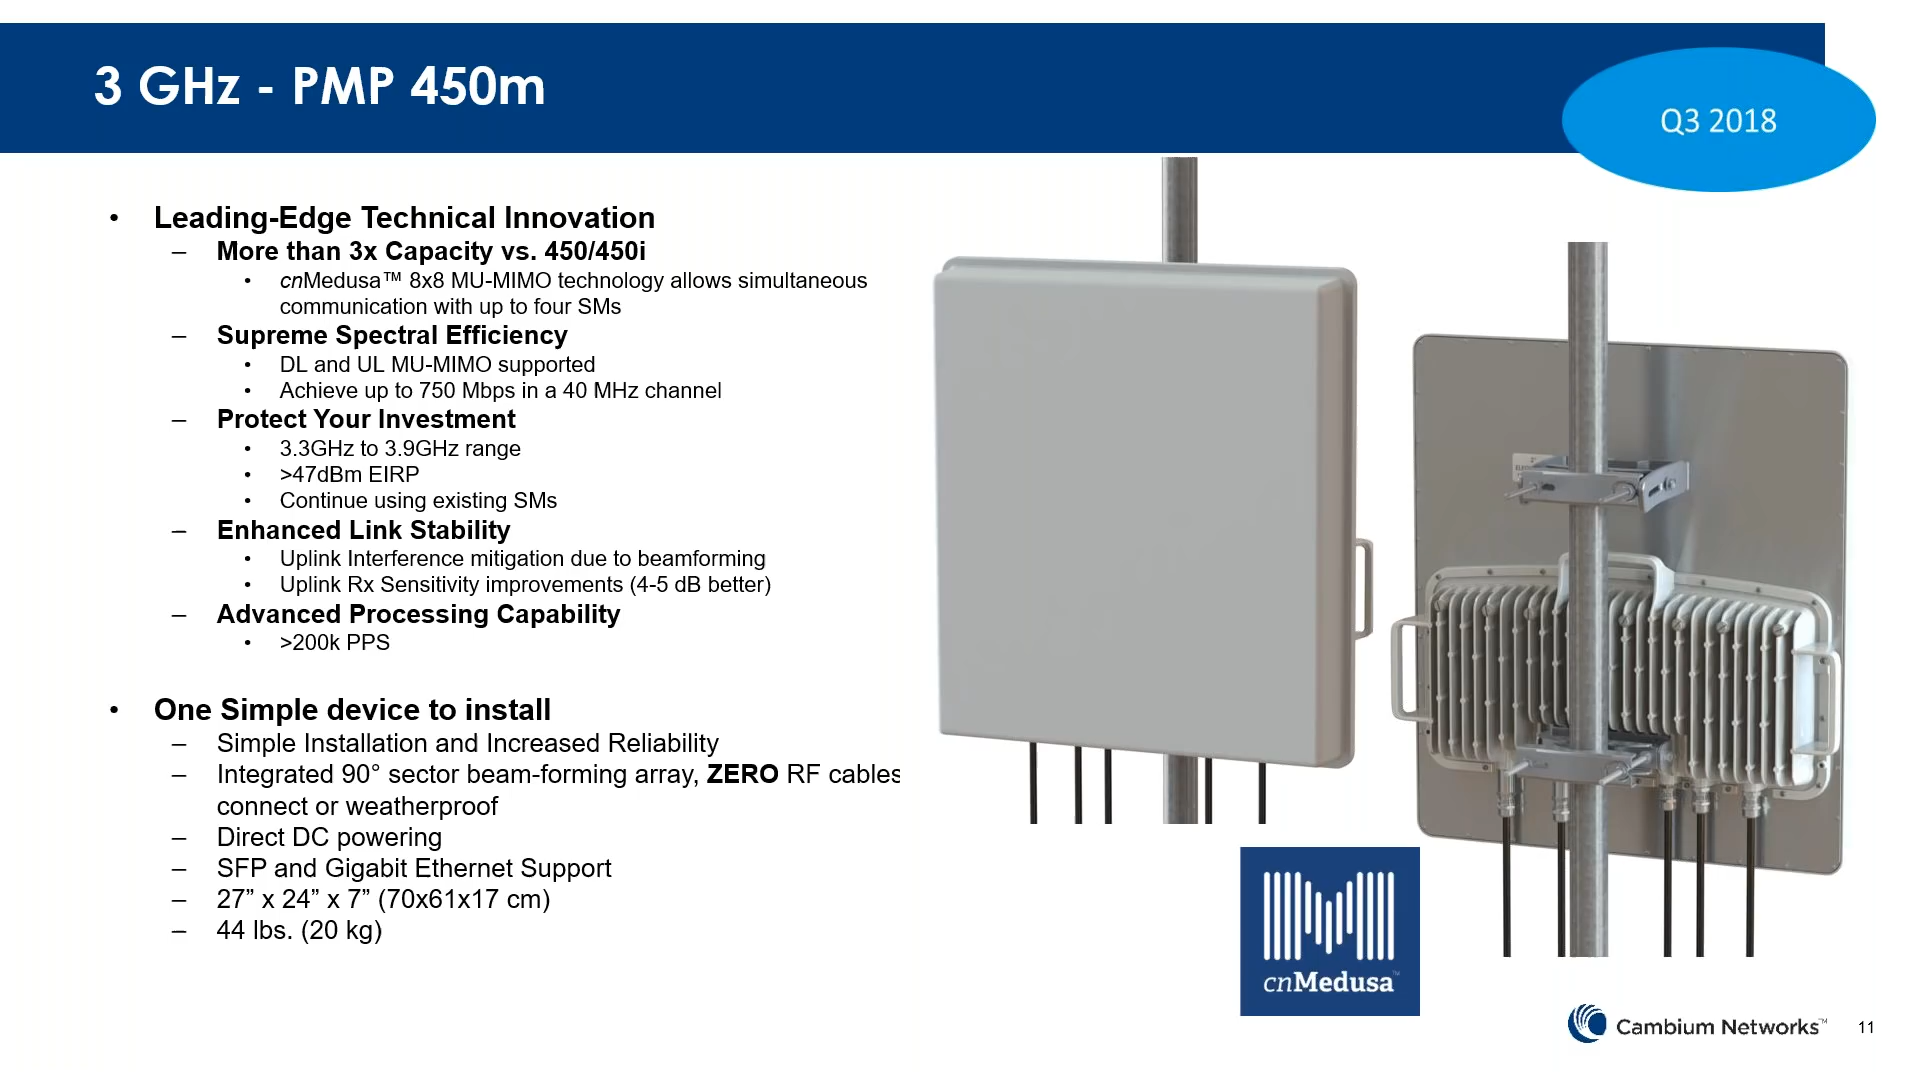 3 GHz - PMP 450m
Q3 2018
• Leading-Edge Technical Innovation
– More than 3x Capacity vs. 450/450i
• cnMedusa™ 8x8 MU-MIMO technology allows simultaneous
communication with up to four SMs
– Supreme Spectral Efficiency
• DL and UL MU-MIMO supported
• Achieve up to 750 Mbps in a 40 MHz channel
– Protect Your Investment
• 3.3GHz to 3.9GHz range
• >47dBm EIRP
• Continue using existing SMs
– Enhanced Link Stability
• Uplink Interference mitigation due to beamforming
• Uplink Rx Sensitivity improvements (4-5 dB better)
– Advanced Processing Capability
• >200k PPS
• One Simple device to install
– Simple Installation and Increased Reliability
– Integrated 90° sector beam-forming array, ZERO RF cables
connect or weatherproof
– Direct DC powering
– SFP and Gigabit Ethernet Support
– 27” x 24” x 7” (70x61x17 cm)
– 44 lbs. (20 kg)
cnMedusa™
Cambium Networks™
11